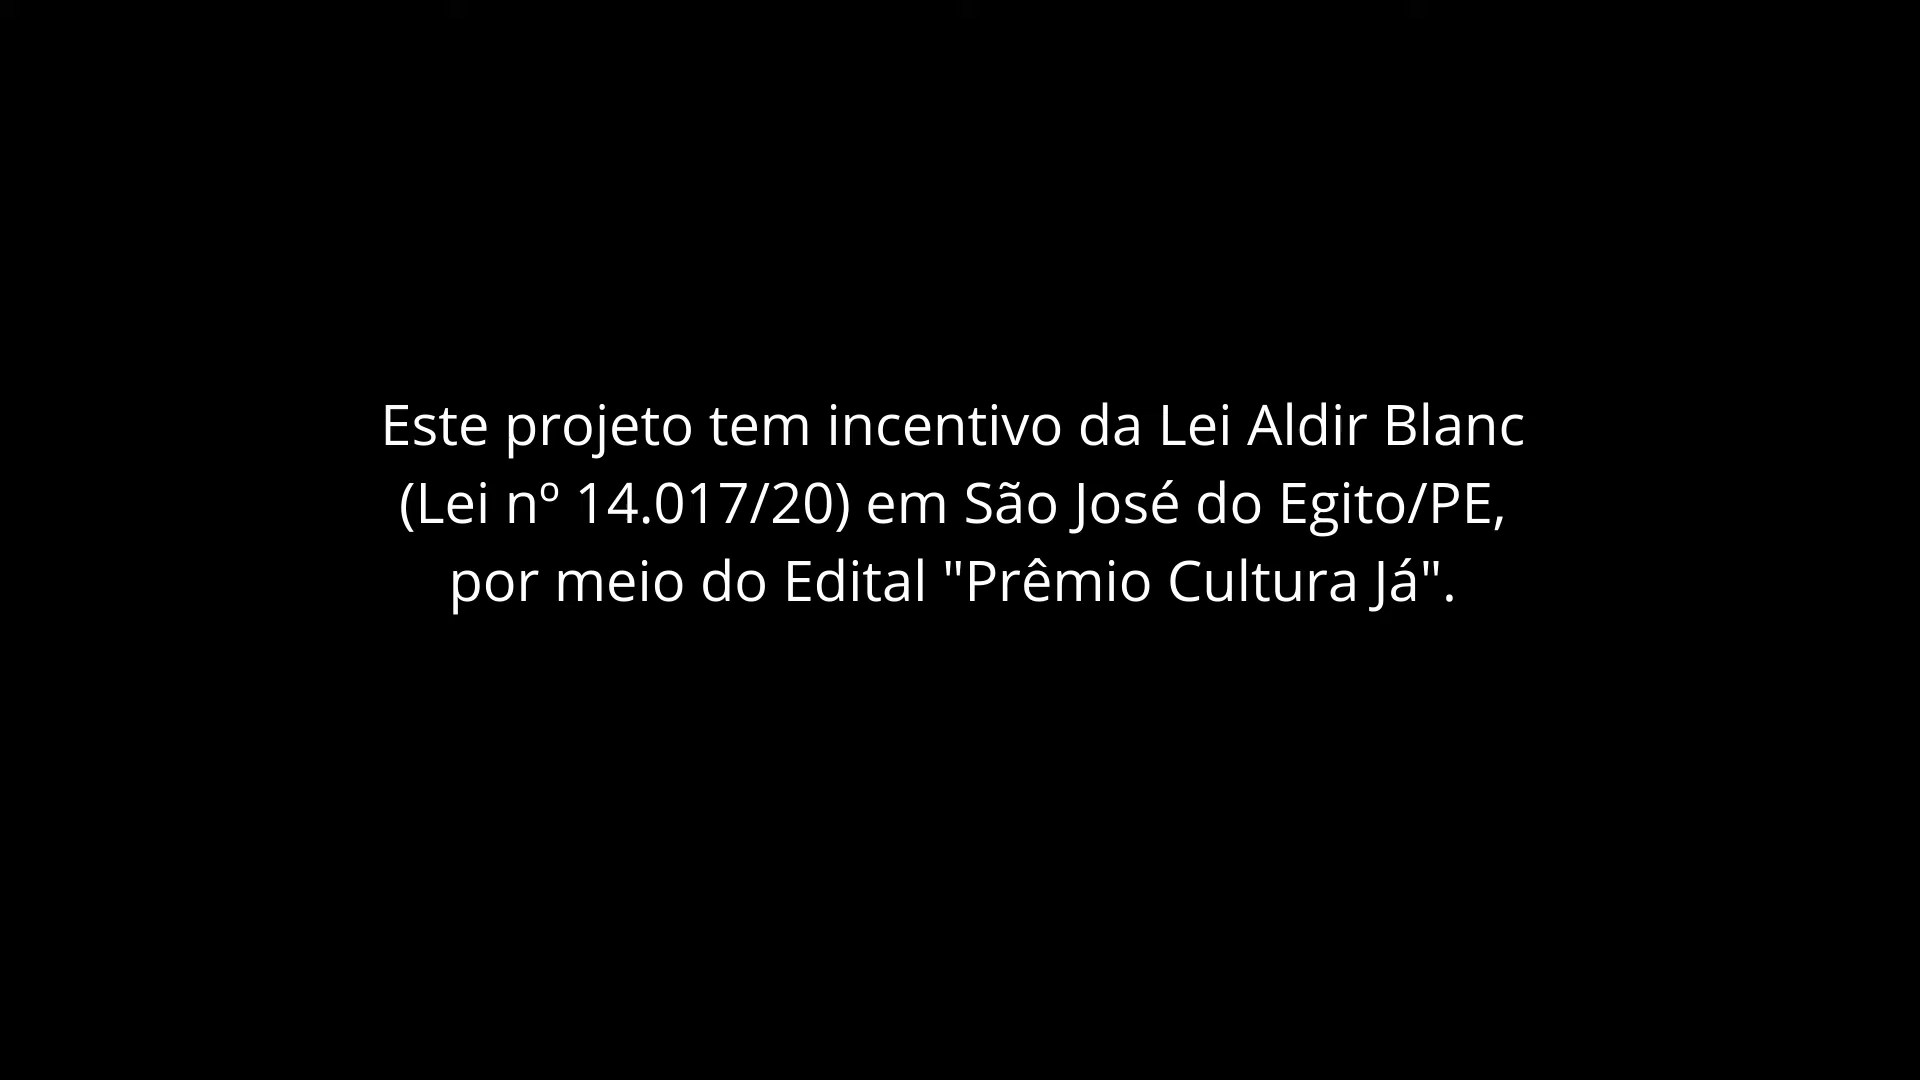 Este projeto tem incentivo da Lei Aldir Blanc
(Lei nº 14.017/20) em São José do Egito/PE,
por meio do Edital "Prêmio Cultura Já".